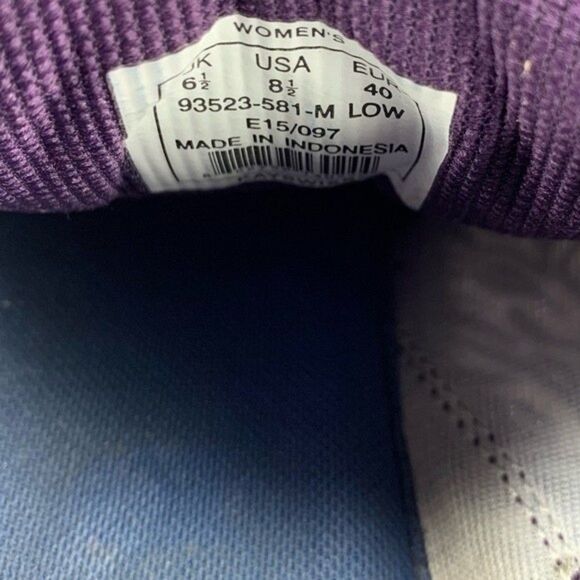 WOMEN'S
UK USA EUR
6½ 8½ 40
93523-581-M LOW
E15/097
MADE IN INDONESIA